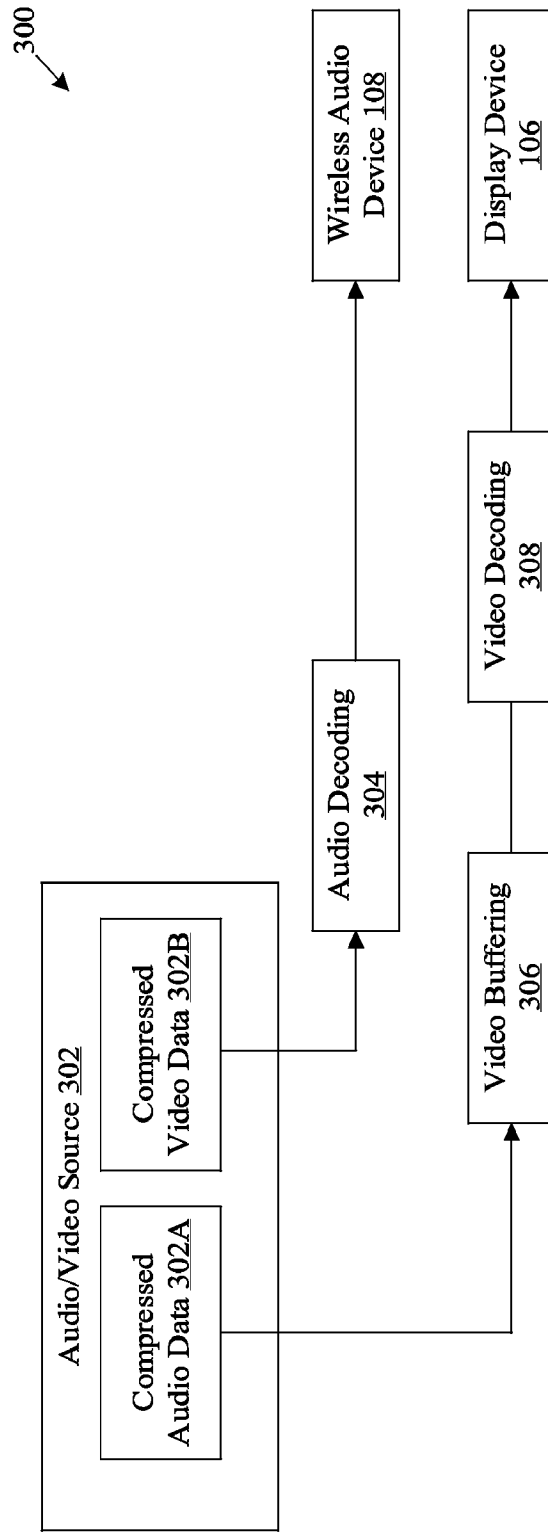 300
Audio/Video Source 302
Compressed
Audio Data 302A
Compressed
Video Data 302B
Audio Decoding
304
Wireless Audio
Device 108
Video Buffering
306
Video Decoding
308
Display Device
106